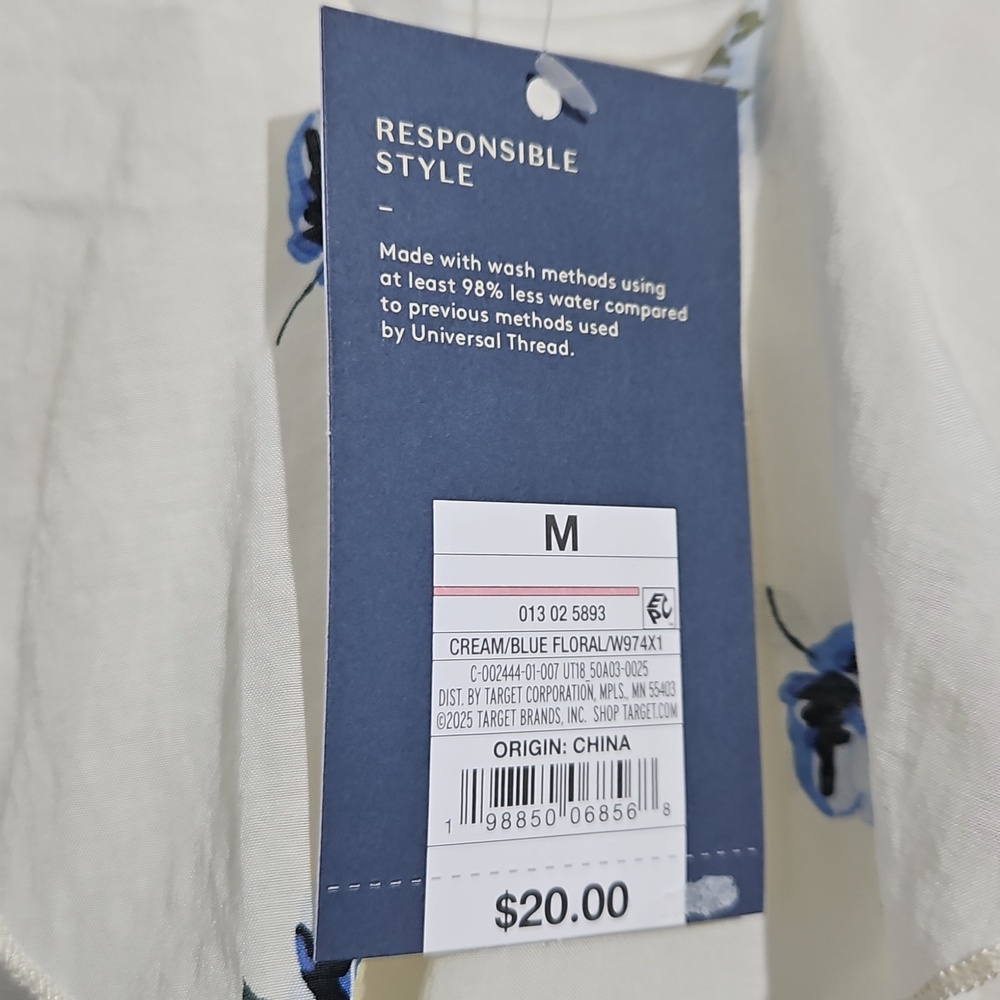 RESPONSIBLE
STYLE
–
Made with wash methods using
at least 98% less water compared
to previous methods used
by Universal Thread.
M
013 02 5893
EPC
CREAM/BLUE FLORAL/W974X1
C-002444-01-007 UT18_50A03-0025
DIST. BY TARGET CORPORATION, MPLS., MN 55403
©2025 TARGET BRANDS, INC. SHOP TARGET.COM
ORIGIN: CHINA
1 98850 06856 8
$20.00